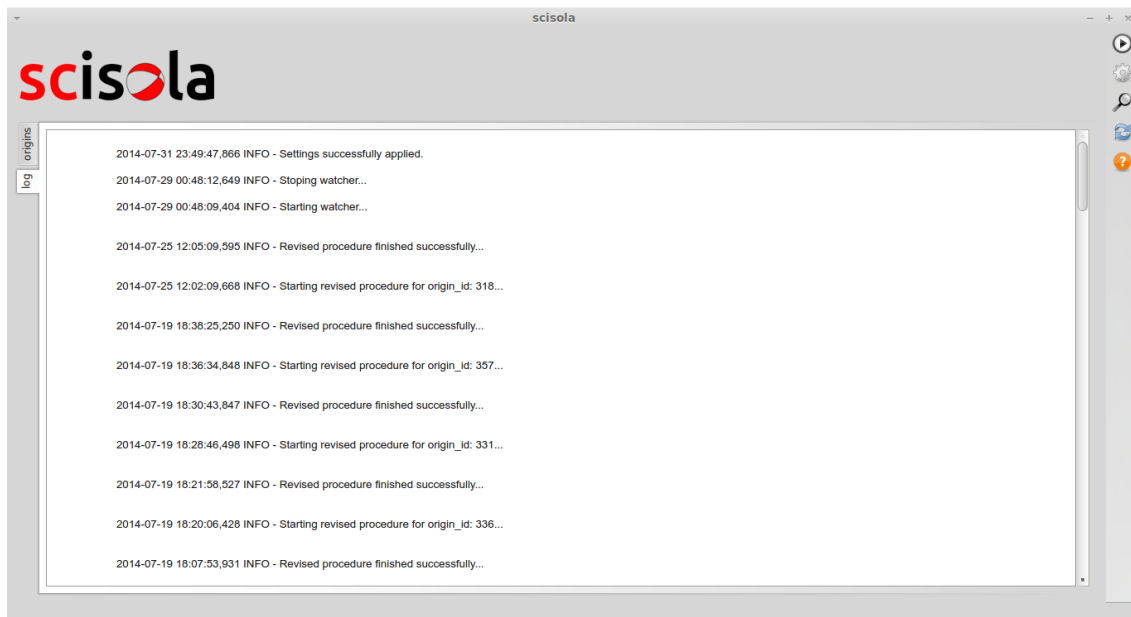 scisola
scisola
origins
log
2014-07-31 23:49:47,866 INFO - Settings successfully applied.
2014-07-29 00:48:12,649 INFO - Stoping watcher...
2014-07-29 00:48:09,404 INFO - Starting watcher...
2014-07-25 12:05:09,595 INFO - Revised procedure finished successfully...
2014-07-25 12:02:09,668 INFO - Starting revised procedure for origin_id: 318...
2014-07-19 18:38:25,250 INFO - Revised procedure finished successfully...
2014-07-19 18:36:34,848 INFO - Starting revised procedure for origin_id: 357...
2014-07-19 18:30:43,847 INFO - Revised procedure finished successfully...
2014-07-19 18:28:46,498 INFO - Starting revised procedure for origin_id: 331...
2014-07-19 18:21:58,527 INFO - Revised procedure finished successfully...
2014-07-19 18:20:06,428 INFO - Starting revised procedure for origin_id: 336...
2014-07-19 18:07:53,931 INFO - Revised procedure finished successfully...